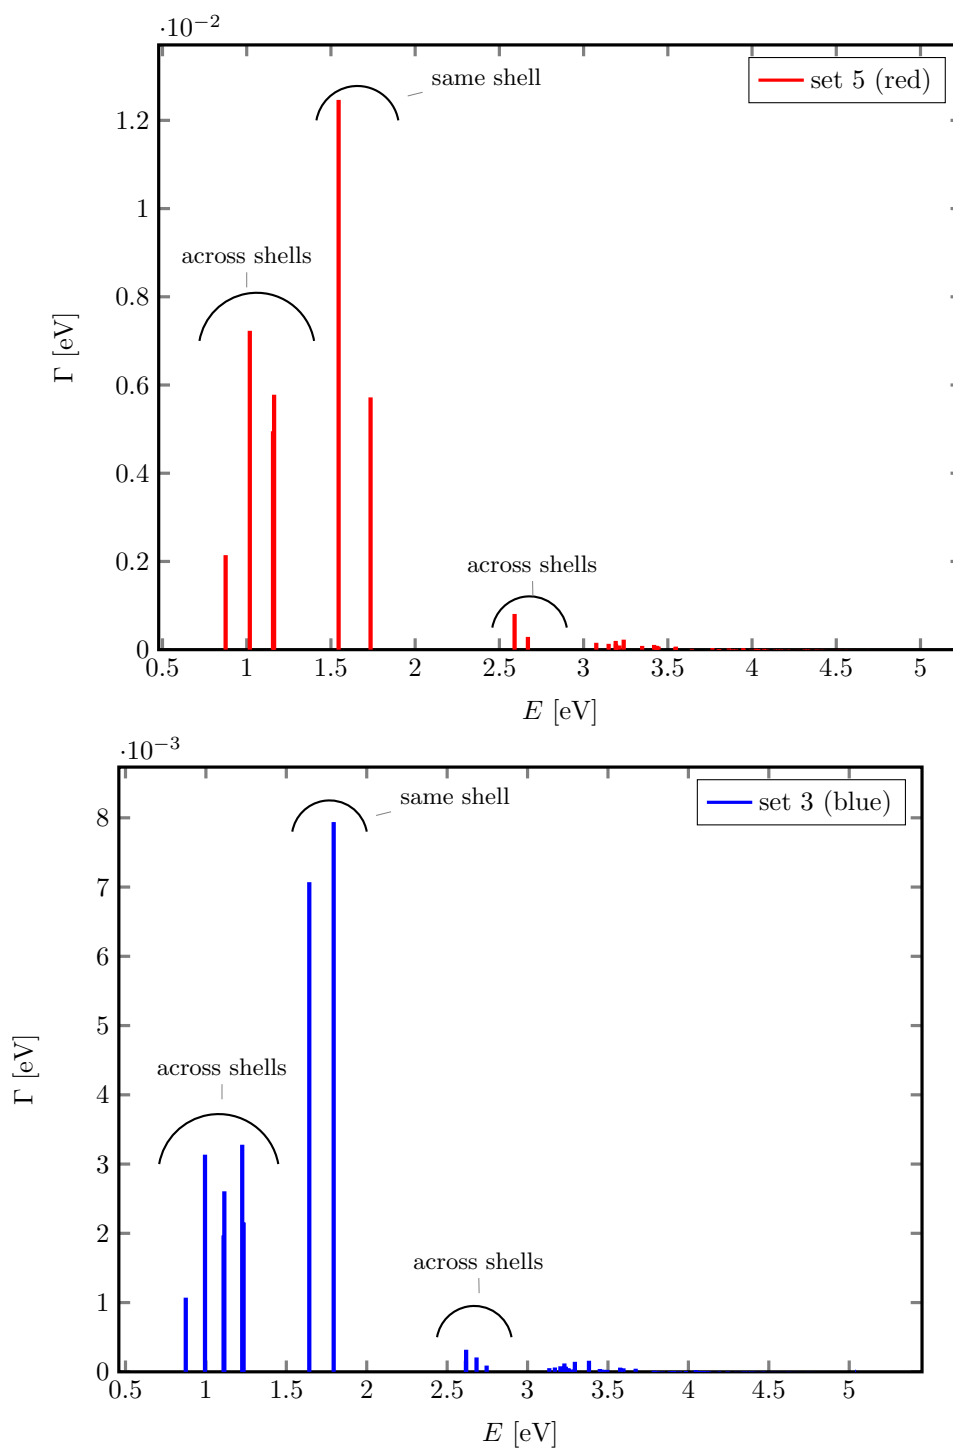 ·10−2
same shell
set 5 (red)
1.2
1
across shells
0.8
Γ [eV]
0.6
0.4
across shells
0.2
0
0.5 1 1.5 2 2.5 3 3.5 4 4.5 5
E [eV]
·10−3
same shell
set 3 (blue)
8
7
6
5
Γ [eV]
across shells
4
3
2
across shells
1
0
0.5 1 1.5 2 2.5 3 3.5 4 4.5 5
E [eV]